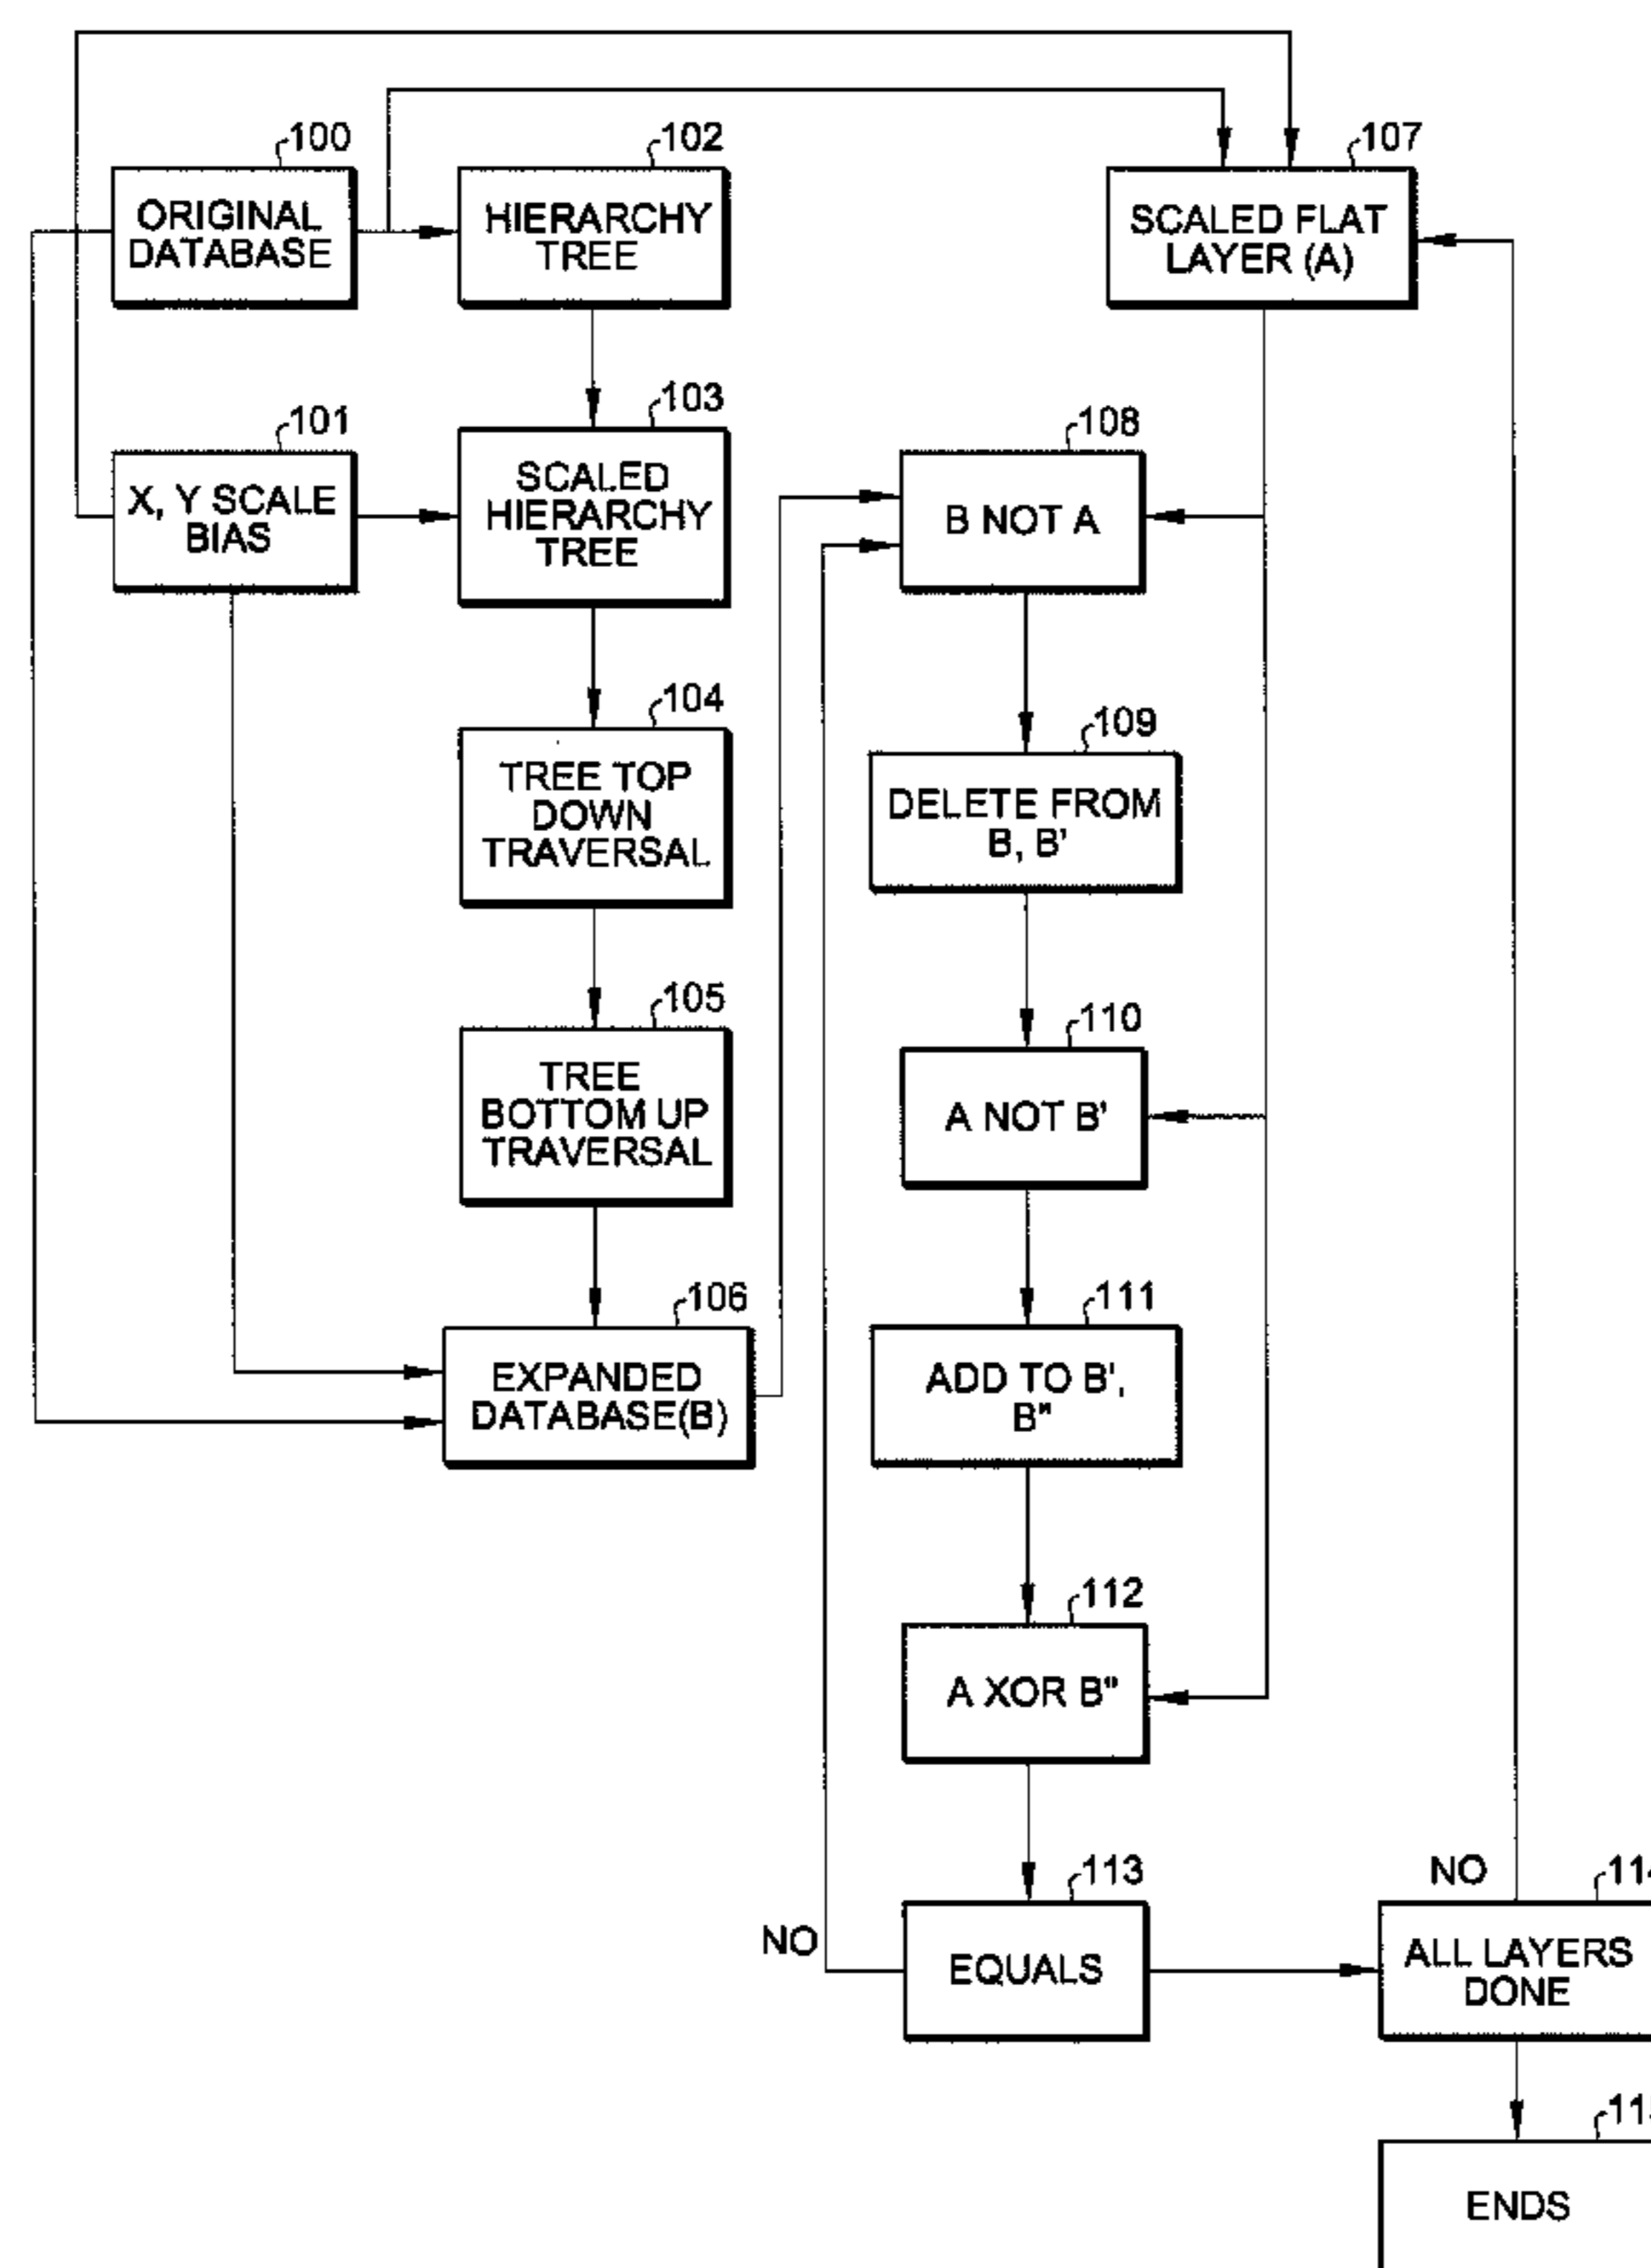 100
ORIGINAL
DATABASE
102
HIERARCHY
TREE
107
SCALED FLAT
LAYER (A)
101
X, Y SCALE
BIAS
103
SCALED
HIERARCHY
TREE
108
B NOT A
104
TREE TOP
DOWN
TRAVERSAL
109
DELETE FROM
B, B'
105
TREE
BOTTOM UP
TRAVERSAL
110
A NOT B'
106
EXPANDED
DATABASE(B)
111
ADD TO B',
B"
112
A XOR B"
113
NO
EQUALS
NO
ALL LAYERS
DONE
ENDS